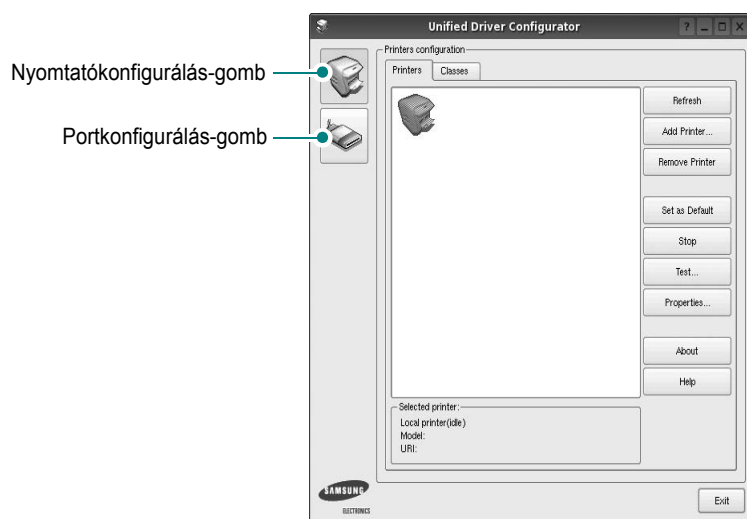 Unified Driver Configurator
?
Nyomtatókonfigurálás-gomb
Portkonfigurálás-gomb
Printers configuration
Printers
Classes
Refresh
Add Printer...
Remove Printer
Set as Default
Stop
Test...
Properties...
About
Help
Selected printer:
Local printer(idle)
Model:
URI:
SAMSUNG
ELECTRONICS
Exit